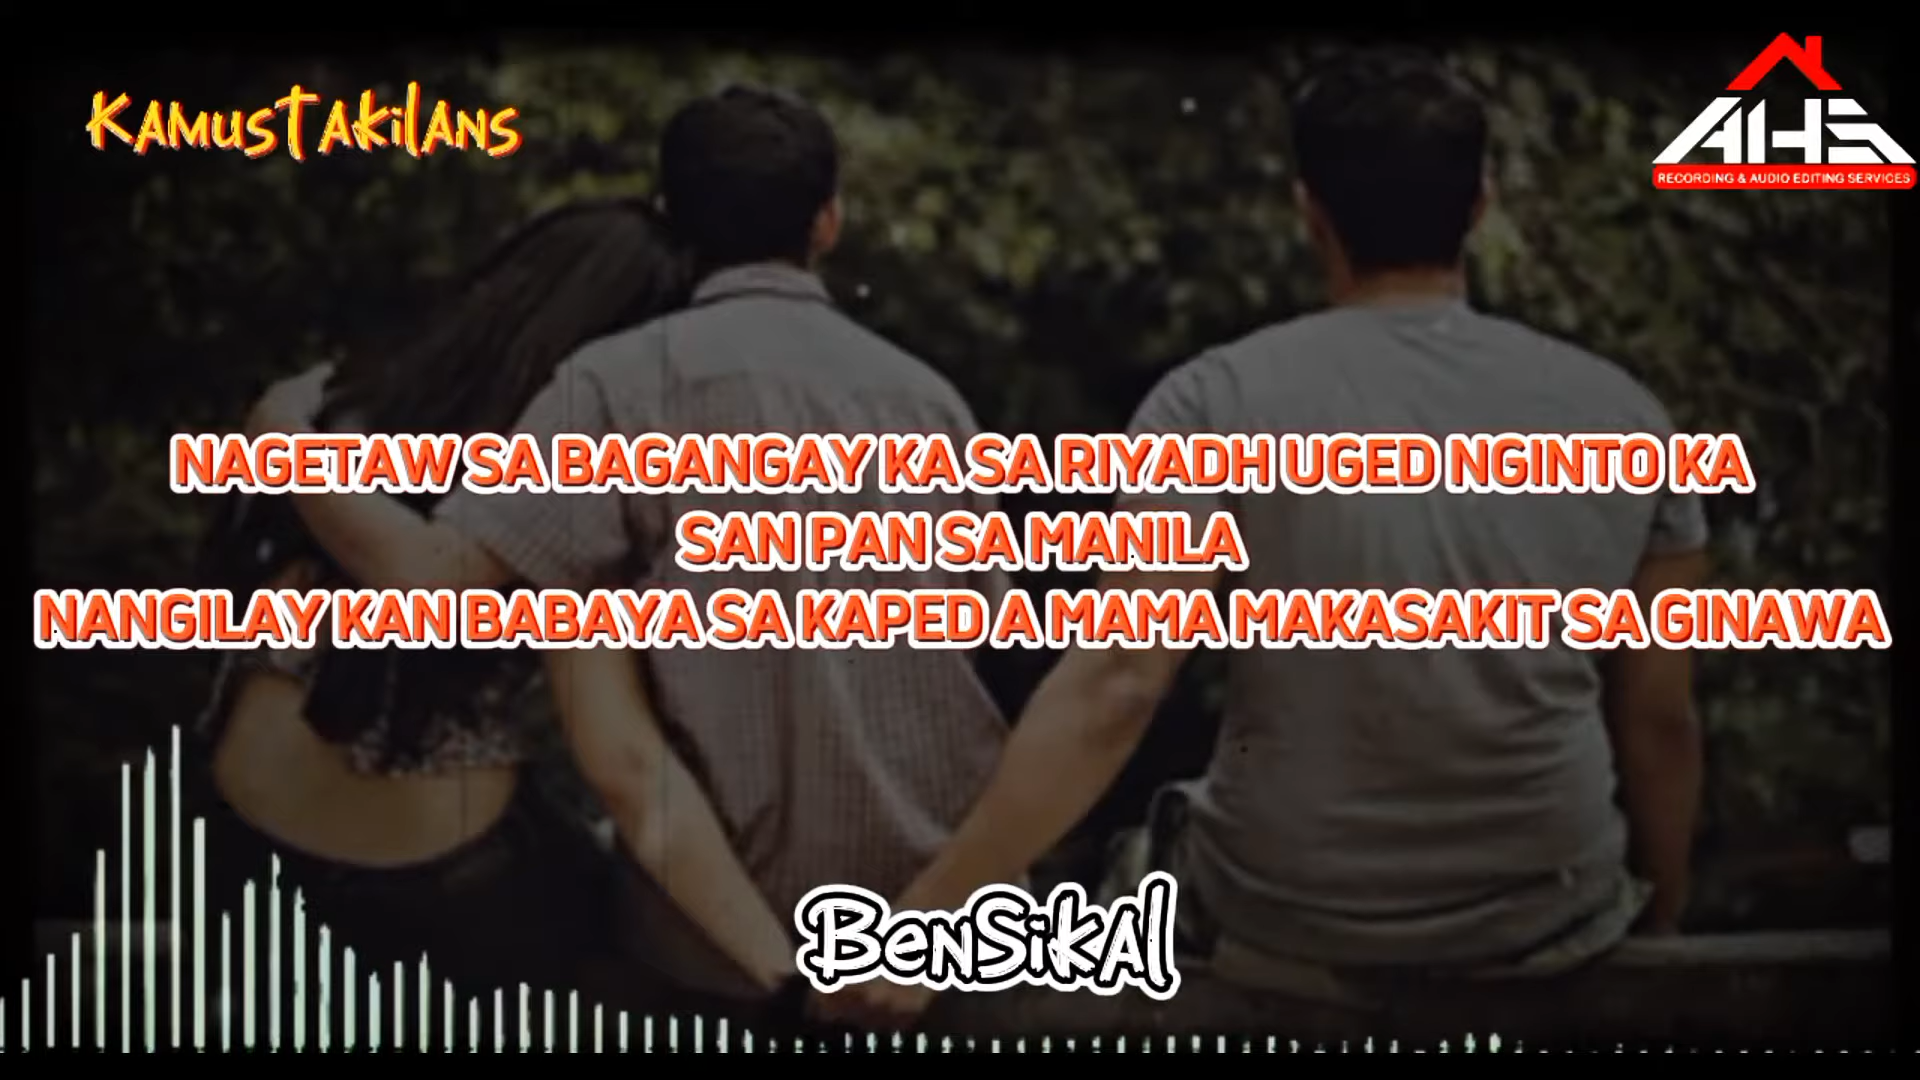 KAMUSTAKILANS
AHS
RECORDING & AUDIO EDITING SERVICES
NAGETAW SA BAGANGAY KA SA RIYADH UGED NGINTO KA
SAN PAN SA MANILA
NANGILAY KAN BABAYA SA KAPED A MAMA MAKASAKIT SA GINAWA
BenSikal